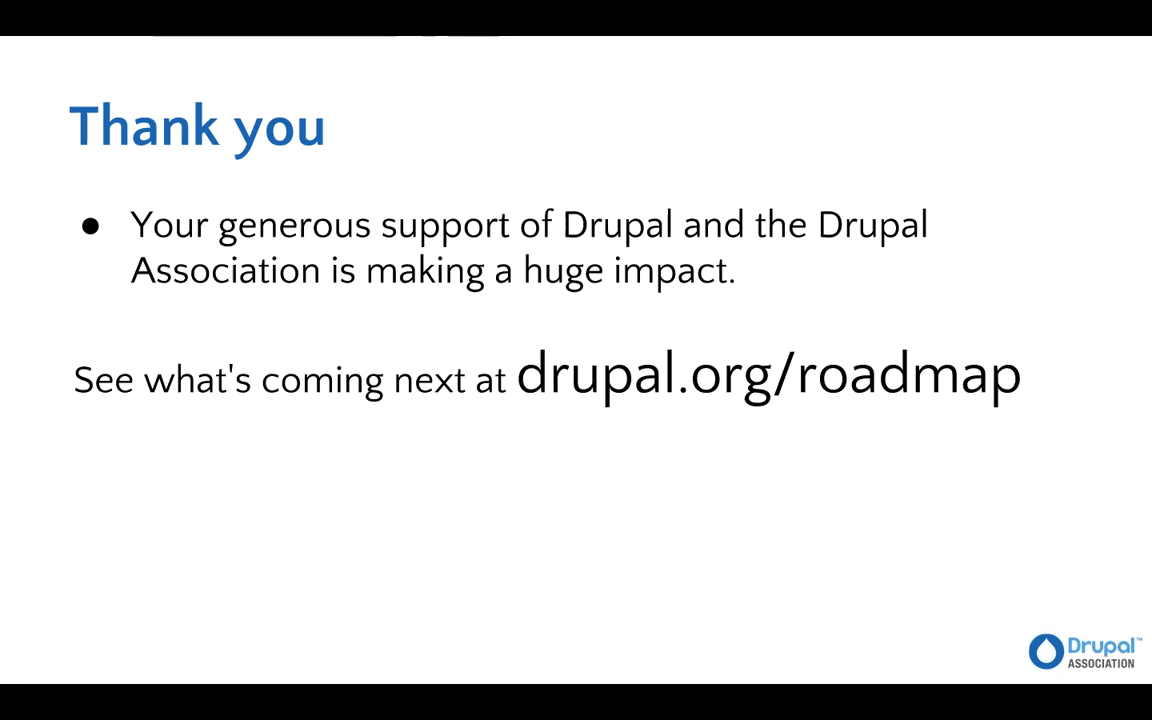 Thank you
● Your generous support of Drupal and the Drupal
Association is making a huge impact.
See what's coming next at drupal.org/roadmap
Drupal™
ASSOCIATION